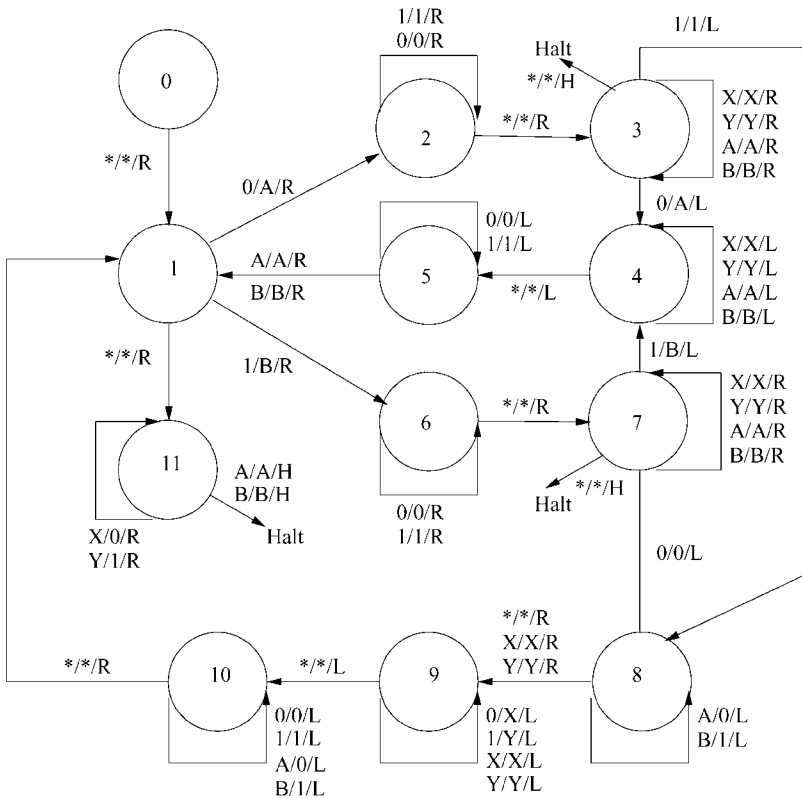 1/1/R
0/0/R
1/1/L
Halt
*/*/H
X/X/R
Y/Y/R
A/A/R
B/B/R
0
2
3
*/*/R
*/*/R
0/A/R
0/A/L
0/0/L
1/1/L
X/X/L
Y/Y/L
A/A/L
B/B/L
1
A/A/R
B/B/R
5
*/*/L
4
*/*/R
1/B/R
1/B/L
X/X/R
Y/Y/R
A/A/R
B/B/R
6
*/*/R
7
11
A/A/H
B/B/H
Halt
*/*/H
Halt
X/0/R
Y/1/R
0/0/R
1/1/R
0/0/L
*/*/R
X/X/R
Y/Y/R
*/*/R
10
*/*/L
9
8
0/0/L
1/1/L
A/0/L
B/1/L
0/X/L
1/Y/L
X/X/L
Y/Y/L
A/0/L
B/1/L